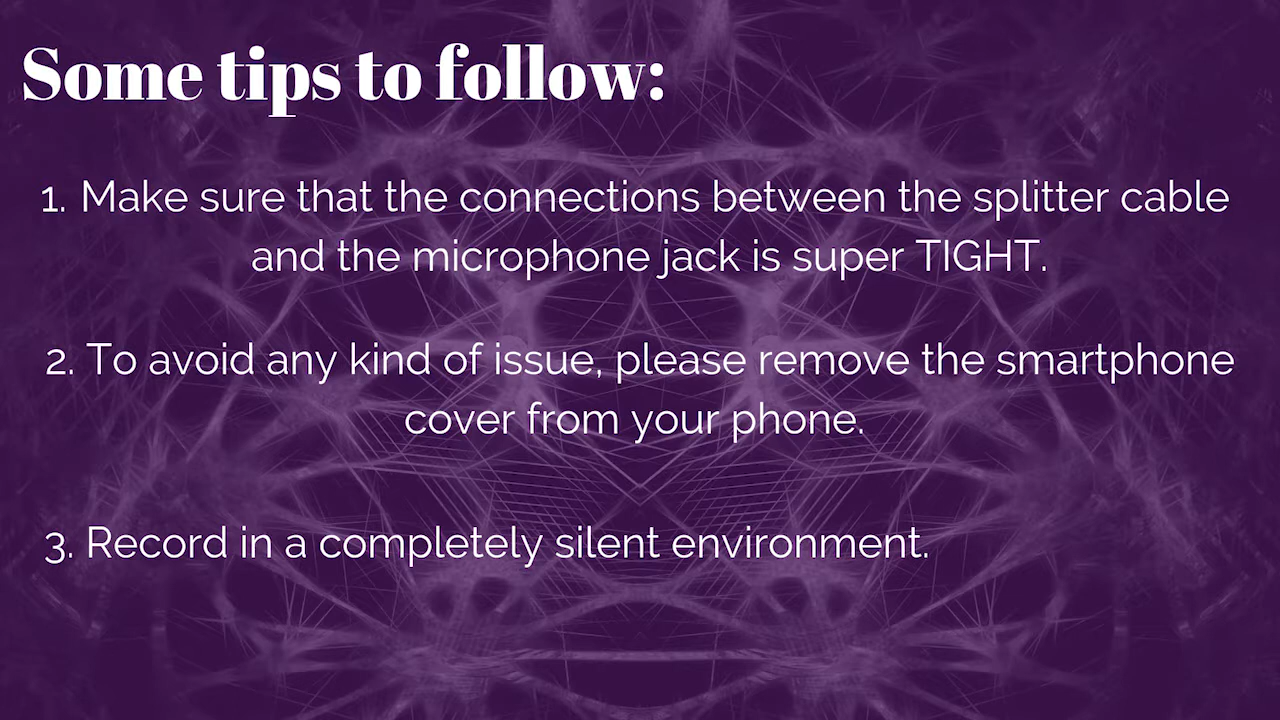 Some tips to follow:
1. Make sure that the connections between the splitter cable
and the microphone jack is super TIGHT.
2. To avoid any kind of issue, please remove the smartphone
cover from your phone.
3. Record in a completely silent environment.